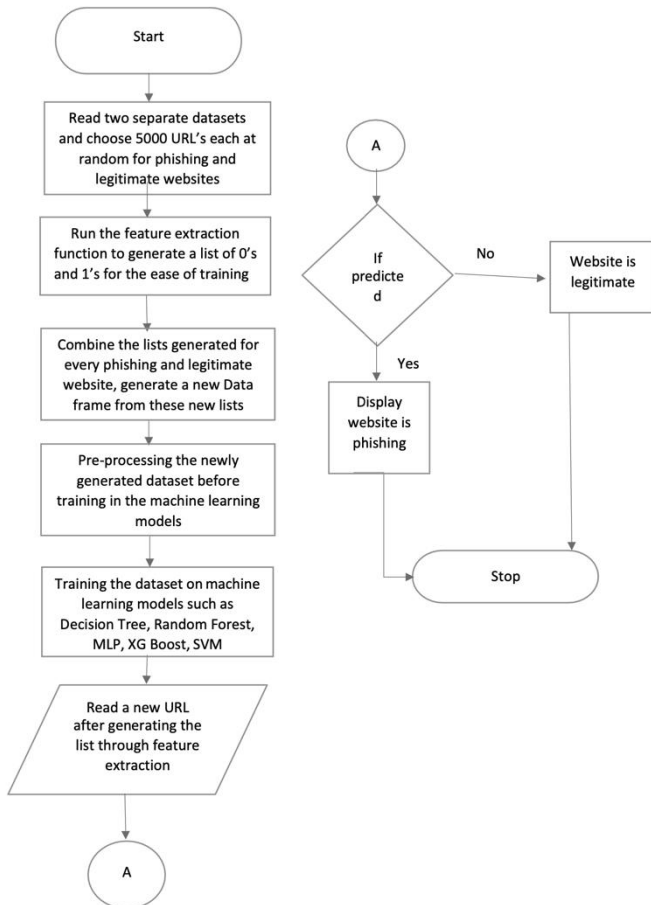 Start
Read two separate datasets
and choose 5000 URL's each at
random for phishing and
legitimate websites
Run the feature extraction
function to generate a list of 0's
and 1's for the ease of training
Combine the lists generated for
every phishing and legitimate
website, generate a new Data
frame from these new lists
Pre-processing the newly
generated dataset before
training in the machine learning
models
Training the dataset on machine
learning models such as
Decision Tree, Random Forest,
MLP, XG Boost, SVM
Read a new URL
after generating the
list through feature
extraction
A
A
If
predicte
d
No
Website is
legitimate
Yes
Display
website is
phishing
Stop